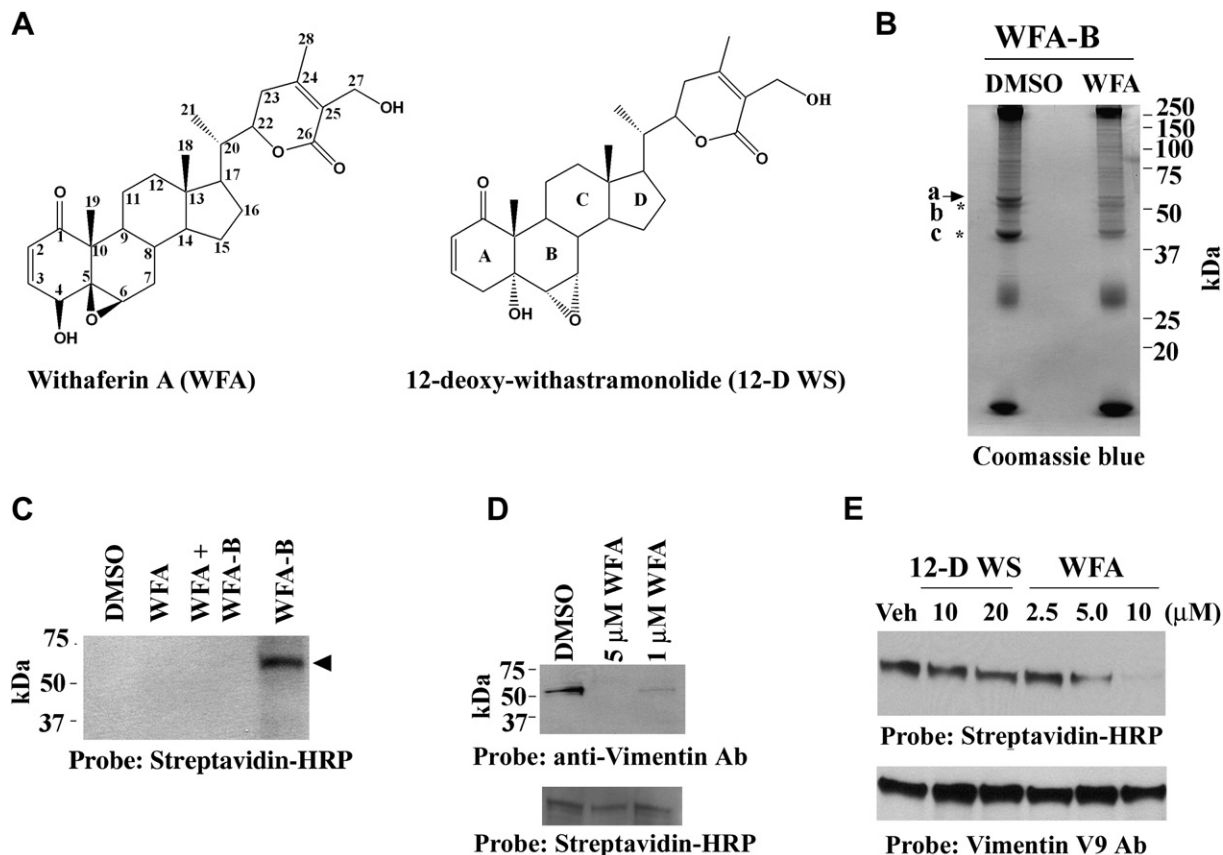 A
28
24
27
23
25
OH
21
22
26
20
O
O
18
17
12
19
11
13
16
O
1
9
14
15
2
10
8
3
5
7
4
6
O
OH
Withaferin A (WFA)
OH
O
O
O
C
D
A
B
OH
O
12-deoxy-withastramonolide (12-D WS)
B
WFA-B
DMSO WFA
250
150
100
75
a
b *
50
c *
37
kDa
25
20
Coomassie blue
C
DMSO
WFA
WFA +
WFA-B
WFA-B
75
50
37
kDa
Probe: Streptavidin-HRP
D
DMSO
5 μM WFA
1 μM WFA
75
50
37
kDa
Probe: anti-Vimentin Ab
Probe: Streptavidin-HRP
E
12-D WS WFA
Veh 10 20 2.5 5.0 10 (μM)
Probe: Streptavidin-HRP
Probe: Vimentin V9 Ab